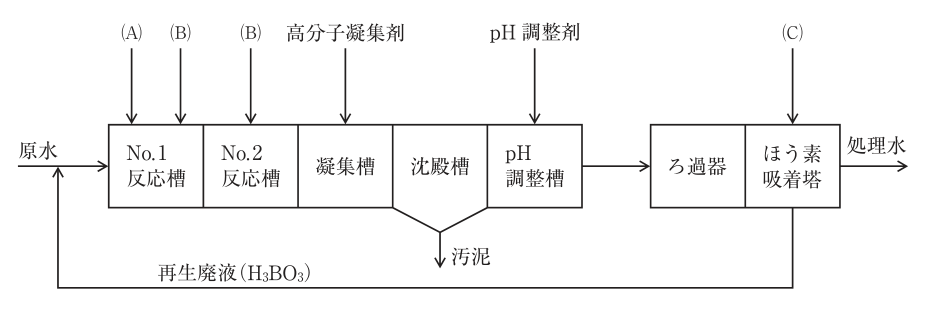 (A) (B) (B) 高分子凝集剤 pH 調整剤 (C)
原水
No.1
反応槽
No.2
反応槽
凝集槽
沈殿槽
pH
調整槽
ろ過器
ほう素
吸着塔
処理水
汚泥
再生廃液(H₃BO₃)